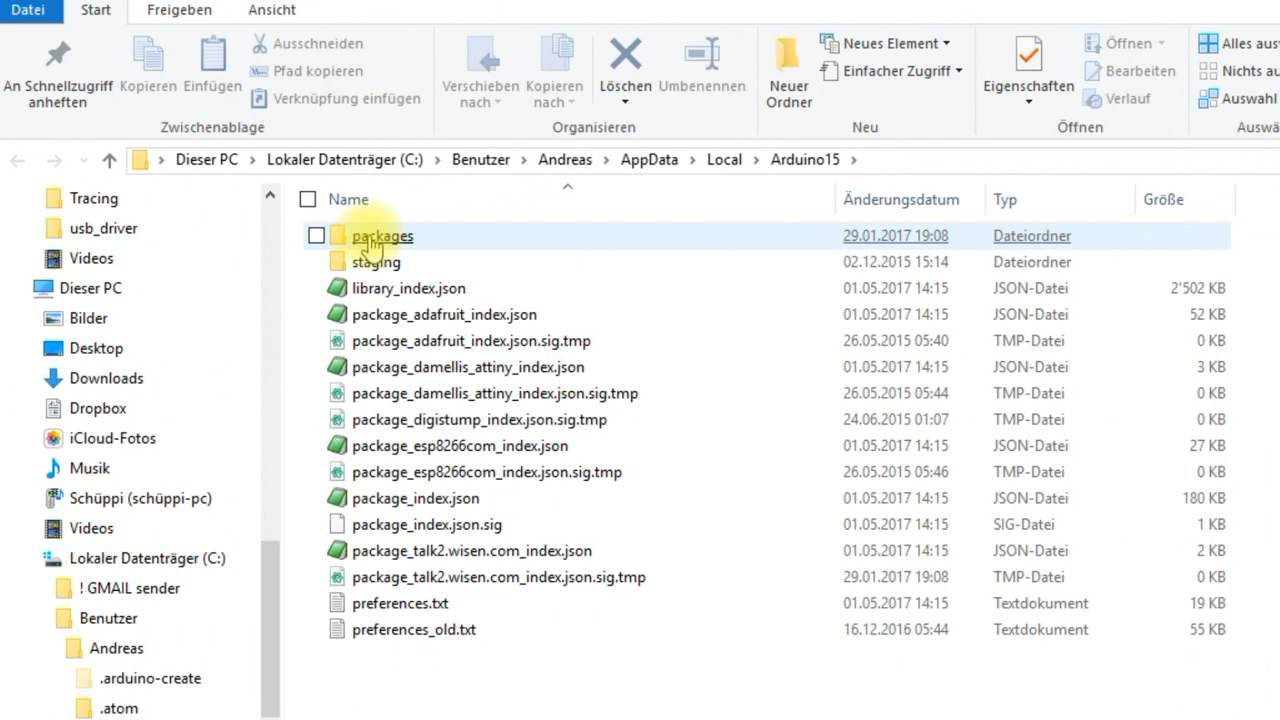 Datei Start Freigeben Ansicht
An Schnellzugriff anheften
Kopieren
Einfügen
Ausschneiden
Pfad kopieren
Verknüpfung einfügen
Zwischenablage
Verschieben nach
Kopieren nach
Löschen
Umbenennen
Organisieren
Neuer Ordner
Neues Element
Einfacher Zugriff
Neu
Eigenschaften
Öffnen
Bearbeiten
Verlauf
Öffnen
Alles aus
Nichts au
Auswahl
Auswä
Dieser PC > Lokaler Datenträger (C:) > Benutzer > Andreas > AppData > Local > Arduino15 >
Tracing
usb_driver
Videos
Dieser PC
Bilder
Desktop
Downloads
Dropbox
iCloud-Fotos
Musik
Schüppi (schüppi-pc)
Videos
Lokaler Datenträger (C:)
! GMAIL sender
Benutzer
Andreas
.arduino-create
.atom
Name Änderungsdatum Typ Größe
packages 29.01.2017 19:08 Dateiordner
staging 02.12.2015 15:14 Dateiordner
library_index.json 01.05.2017 14:15 JSON-Datei 2'502 KB
package_adafruit_index.json 01.05.2017 14:15 JSON-Datei 52 KB
package_adafruit_index.json.sig.tmp 26.05.2015 05:40 TMP-Datei 0 KB
package_damellis_attiny_index.json 01.05.2017 14:15 JSON-Datei 3 KB
package_damellis_attiny_index.json.sig.tmp 26.05.2015 05:44 TMP-Datei 0 KB
package_digistump_index.json.sig.tmp 24.06.2015 01:07 TMP-Datei 0 KB
package_esp8266com_index.json 01.05.2017 14:15 JSON-Datei 27 KB
package_esp8266com_index.json.sig.tmp 26.05.2015 05:46 TMP-Datei 0 KB
package_index.json 01.05.2017 14:15 JSON-Datei 180 KB
package_index.json.sig 01.05.2017 14:15 SIG-Datei 1 KB
package_talk2.wisen.com_index.json 01.05.2017 14:15 JSON-Datei 2 KB
package_talk2.wisen.com_index.json.sig.tmp 29.01.2017 19:08 TMP-Datei 0 KB
preferences.txt 01.05.2017 14:15 Textdokument 19 KB
preferences_old.txt 16.12.2016 05:44 Textdokument 55 KB